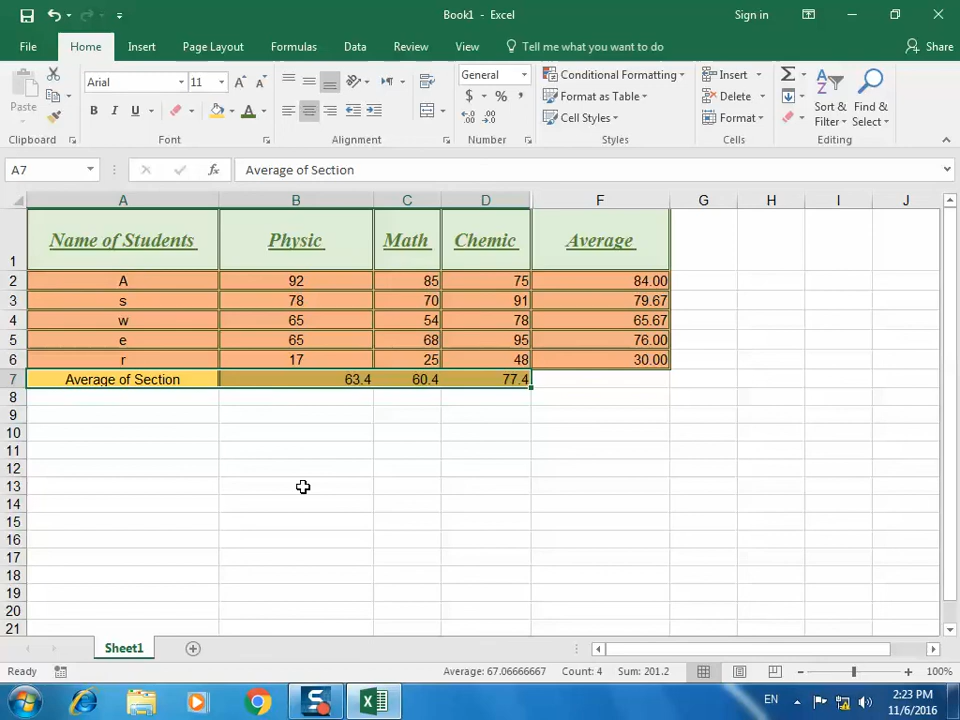 Book1 - Excel
Sign in
File Home Insert Page Layout Formulas Data Review View Tell me what you want to do Share
Paste
Arial 11
General
B I U
$ % ,
Conditional Formatting
Format as Table
Cell Styles
Insert
Delete
Format
Sort & Filter
Find & Select
Clipboard Font Alignment Number Styles Cells Editing
A7 fx Average of Section
A B C D F G H I J
1 Name of Students Physic Math Chemic Average
2 A 92 85 75 84.00
3 s 78 70 91 79.67
4 w 65 54 78 65.67
5 e 65 68 95 76.00
6 r 17 25 48 30.00
7 Average of Section 63.4 60.4 77.4
8
9
10
11
12
13
14
15
16
17
18
19
20
21
Sheet1
Ready Average: 67.06666667 Count: 4 Sum: 201.2 100%
EN 2:23 PM
11/6/2016